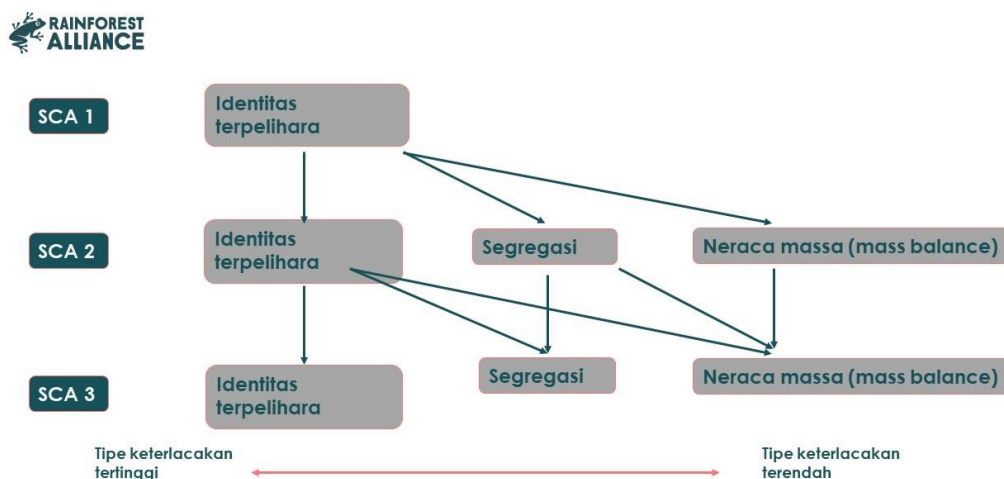 RAINFOREST
ALLIANCE
SCA 1
Identitas
terpelihara
SCA 2
Identitas
terpelihara
Segregasi
Neraca massa (mass balance)
SCA 3
Identitas
terpelihara
Segregasi
Neraca massa (mass balance)
Tipe keterlacakan
tertinggi
Tipe keterlacakan
terendah